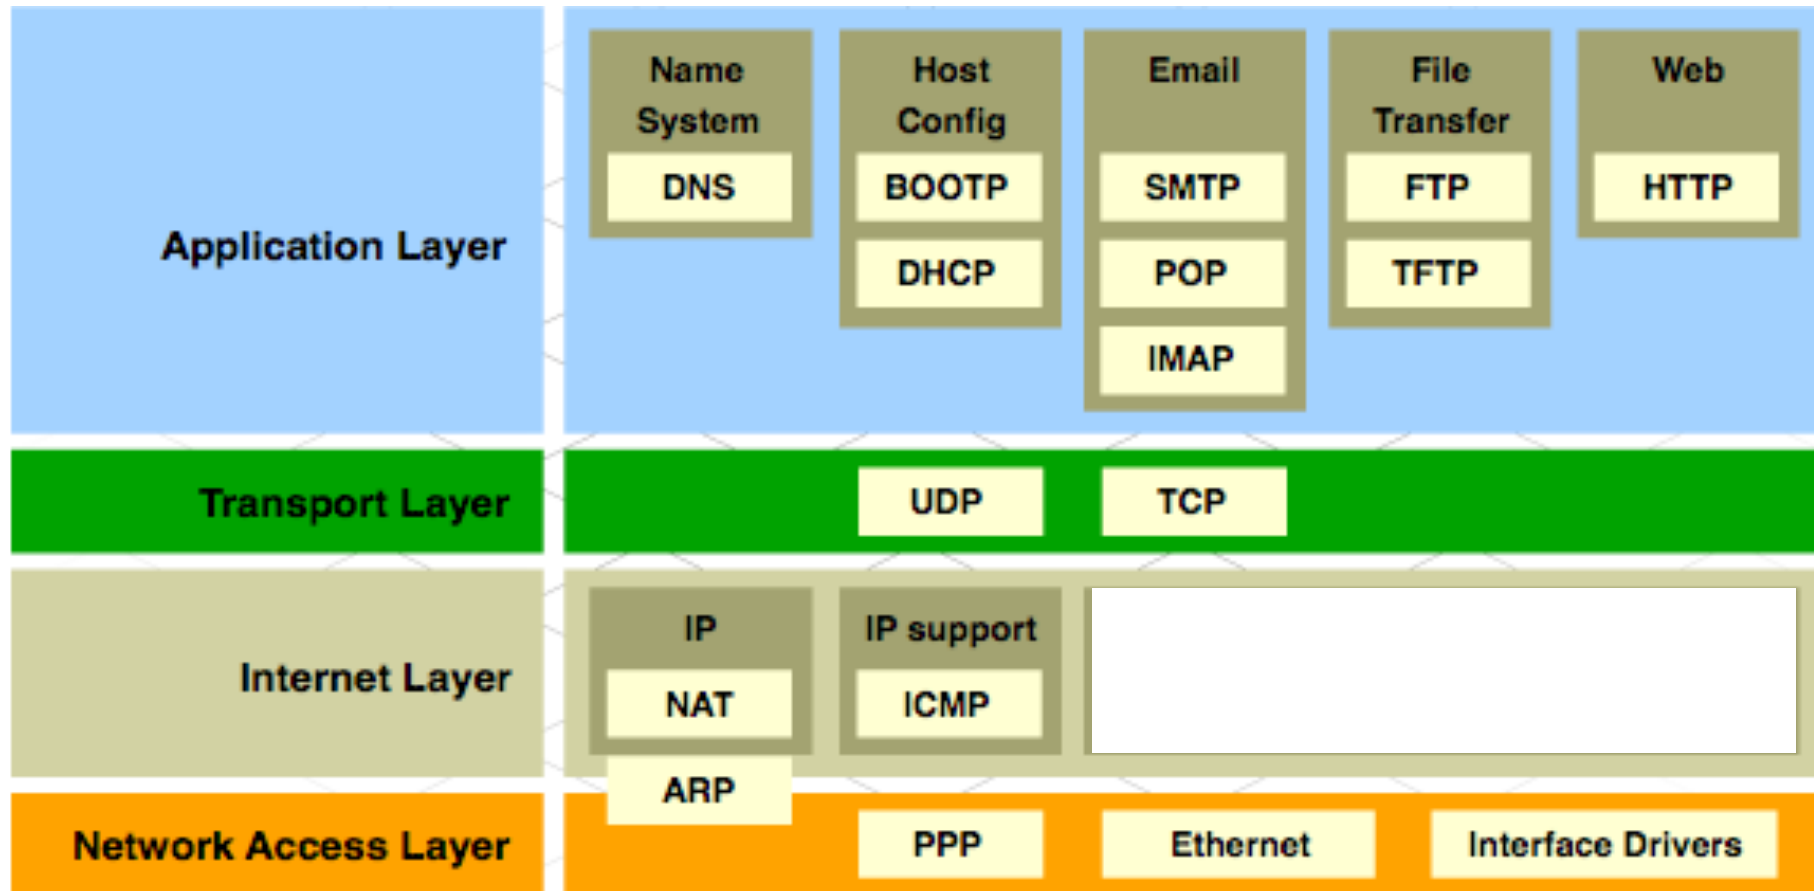 Application Layer
Name
System
DNS
Host
Config
BOOTP
DHCP
Email
SMTP
POP
IMAP
File
Transfer
FTP
TFTP
Web
HTTP
Transport Layer
UDP
TCP
Internet Layer
IP
NAT
IP support
ICMP
ARP
Network Access Layer
PPP
Ethernet
Interface Drivers